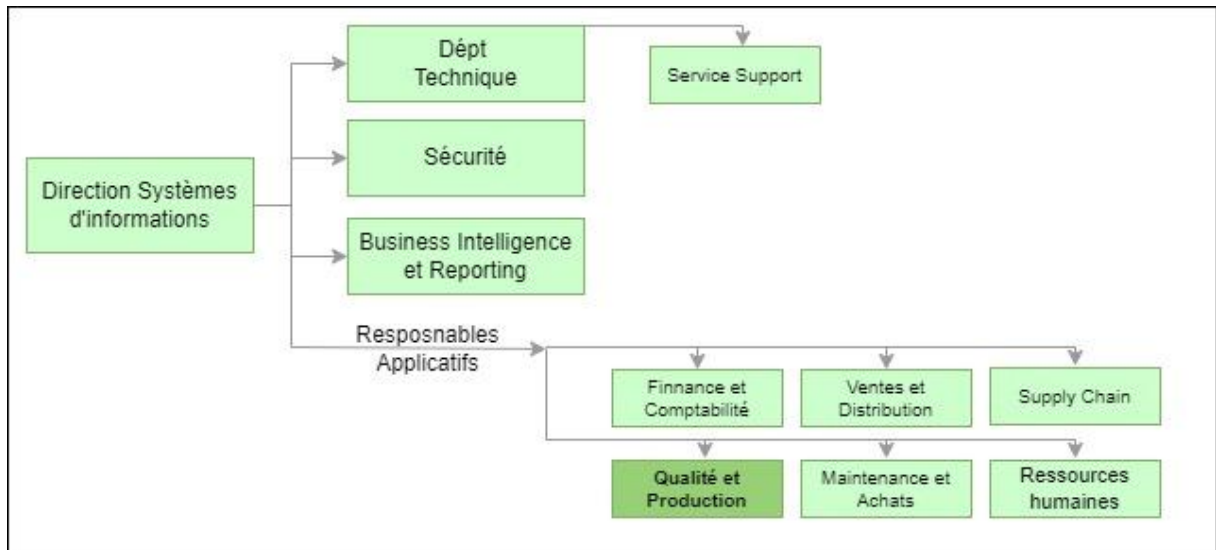 Dépt
Technique
Service Support
Sécurité
Direction Systèmes
d'informations
Business Intelligence
et Reporting
Resposnables
Applicatifs
Finnance et
Comptabilité
Ventes et
Distribution
Supply Chain
Qualité et
Production
Maintenance et
Achats
Ressources
humaines